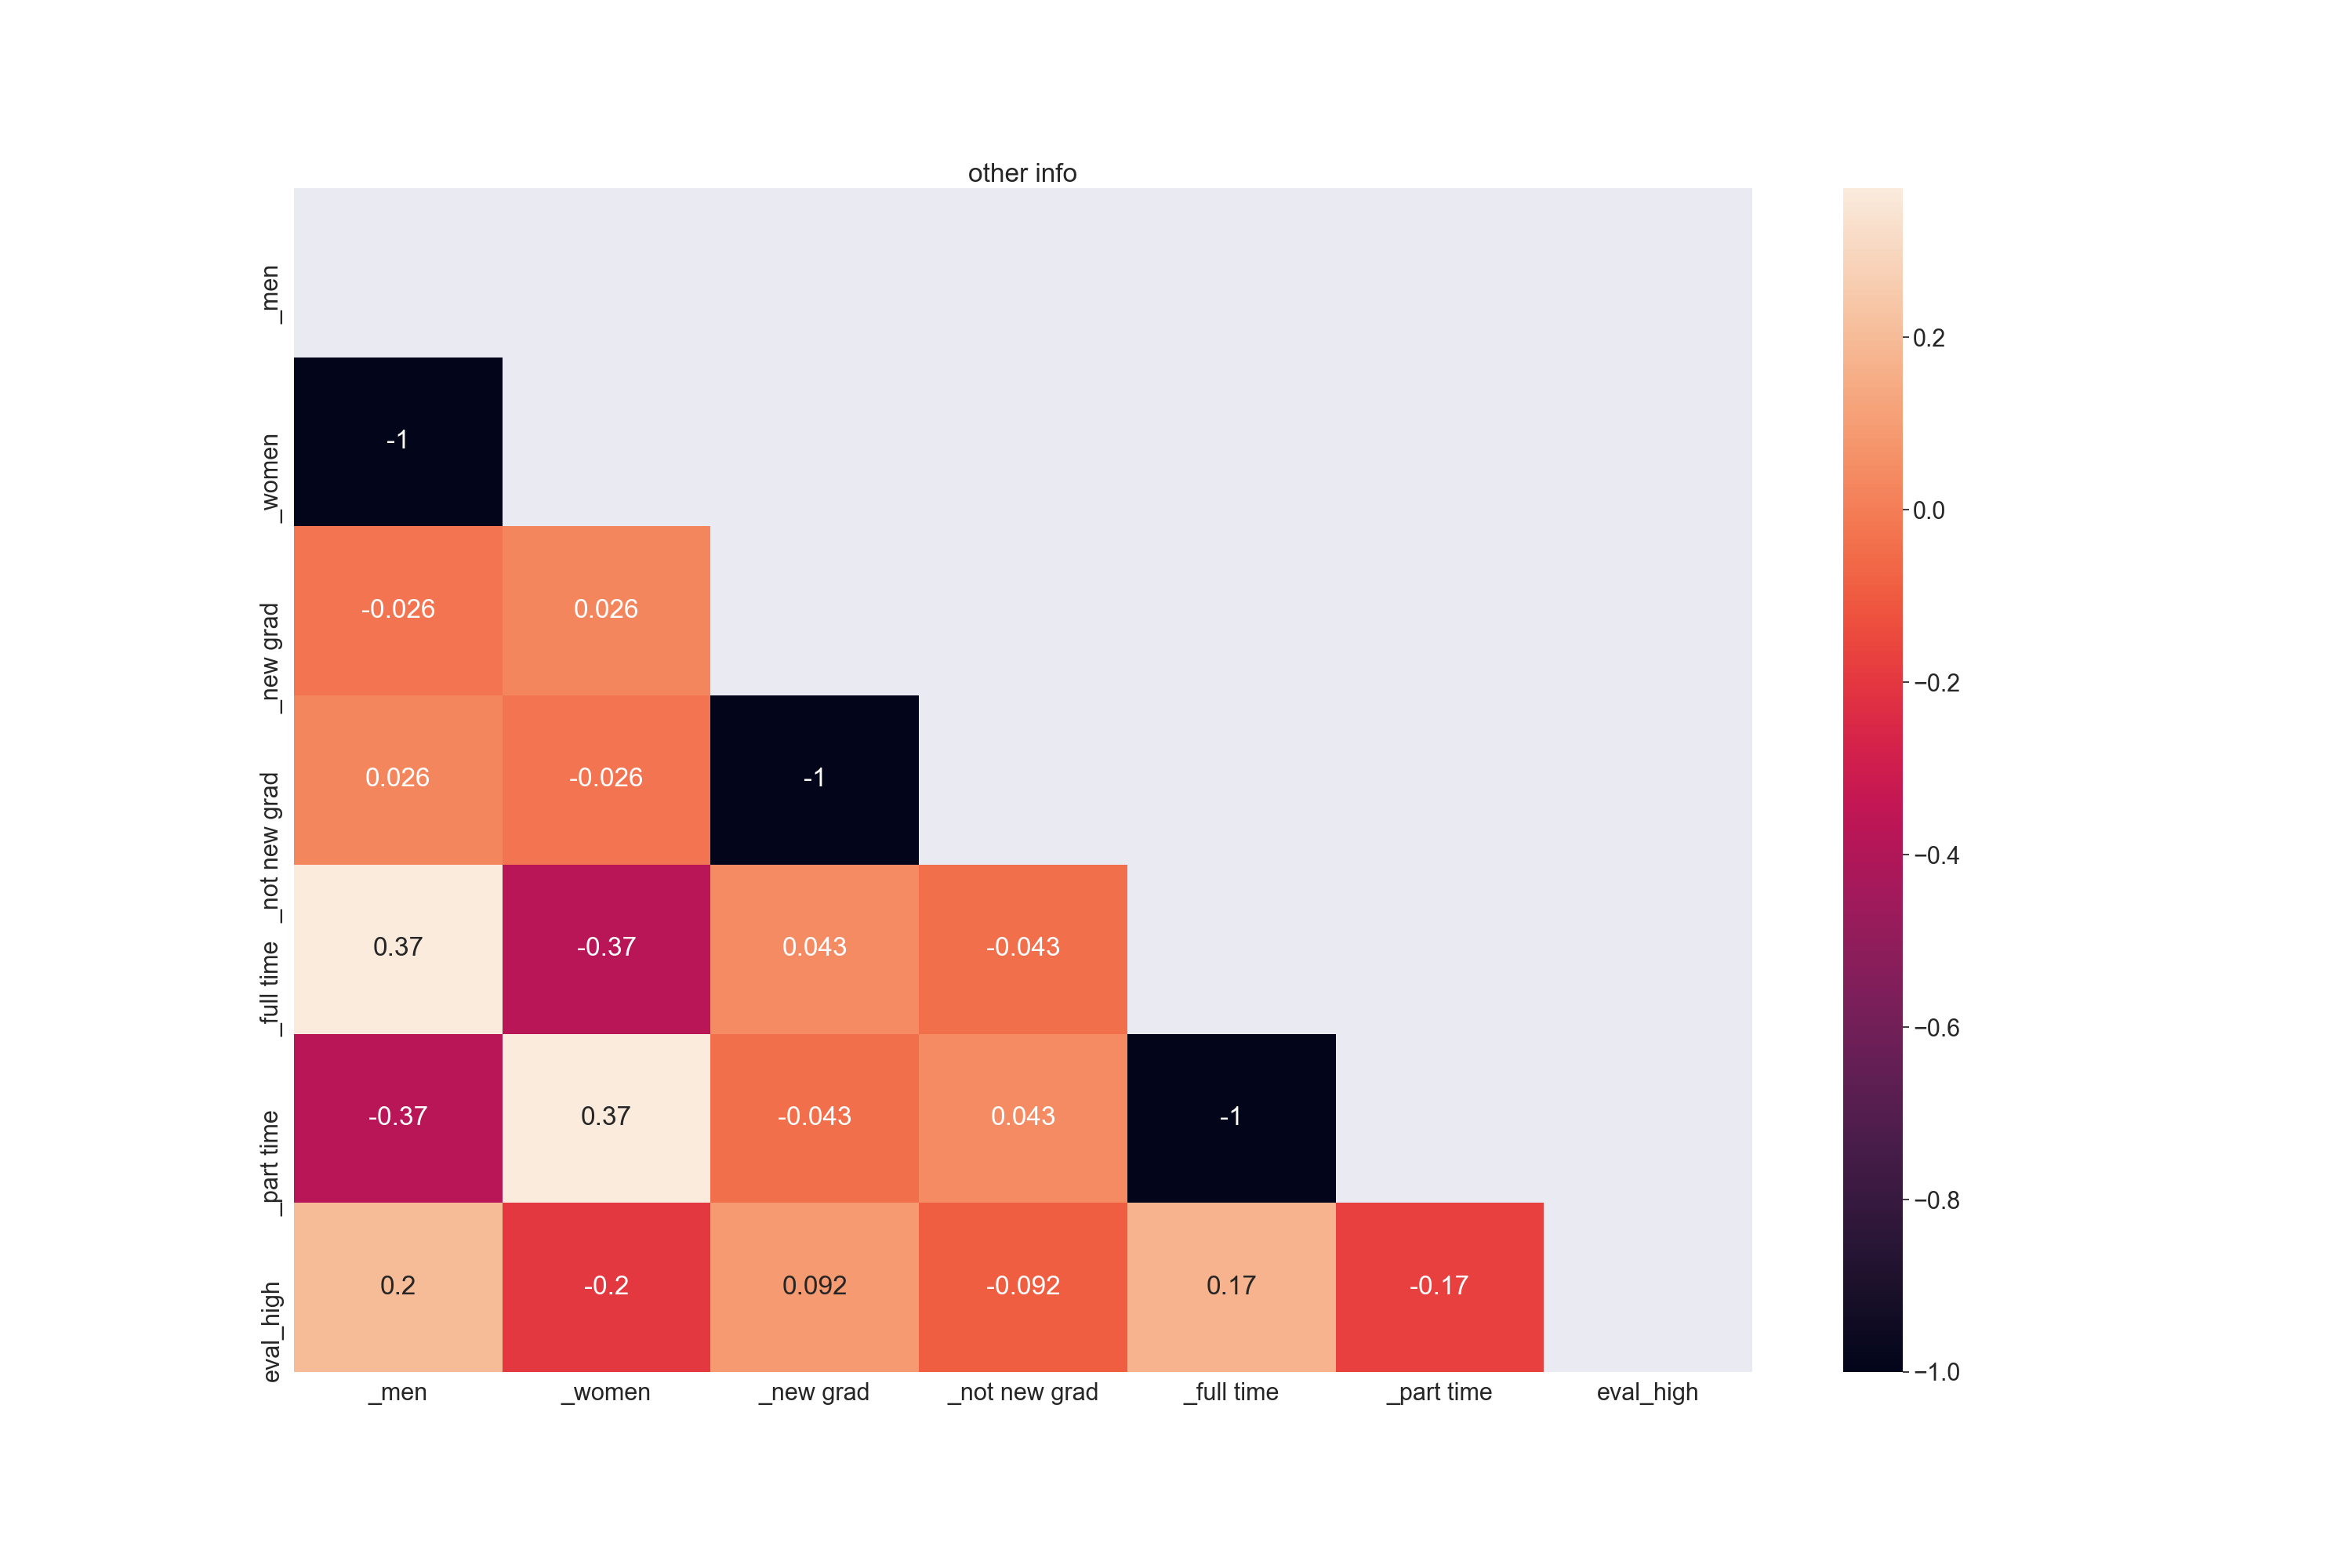 other info
_men
_women
-1
_new grad
-0.026 0.026
_not new grad
0.026 -0.026 -1
_full time
0.37 -0.37 0.043 -0.043
_part time
-0.37 0.37 -0.043 0.043 -1
eval_high
0.2 -0.2 0.092 -0.092 0.17 -0.17
_men _women _new grad _not new grad _full time _part time eval_high
0.2
0.0
−0.2
−0.4
−0.6
−0.8
−1.0